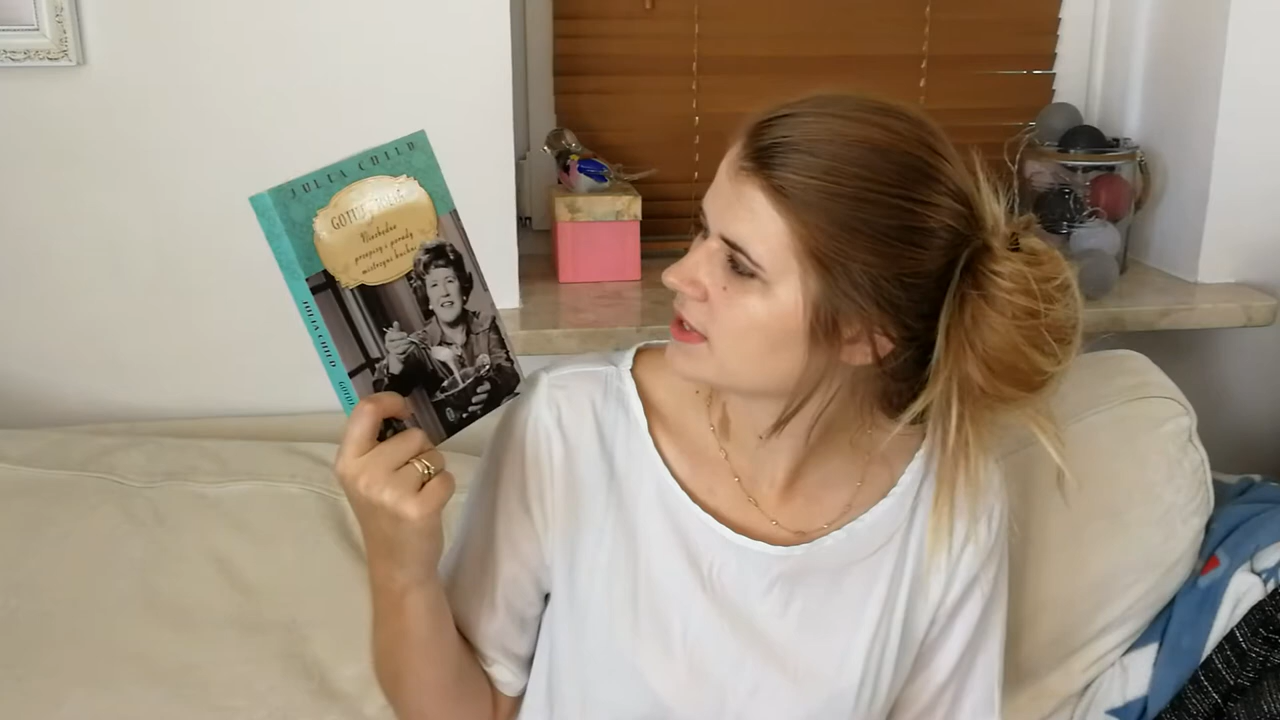 JULIA CHILD
GOTUJ
Niezbędne
przepisy i porady
mistrzyni kuchni
JULIA CHILD